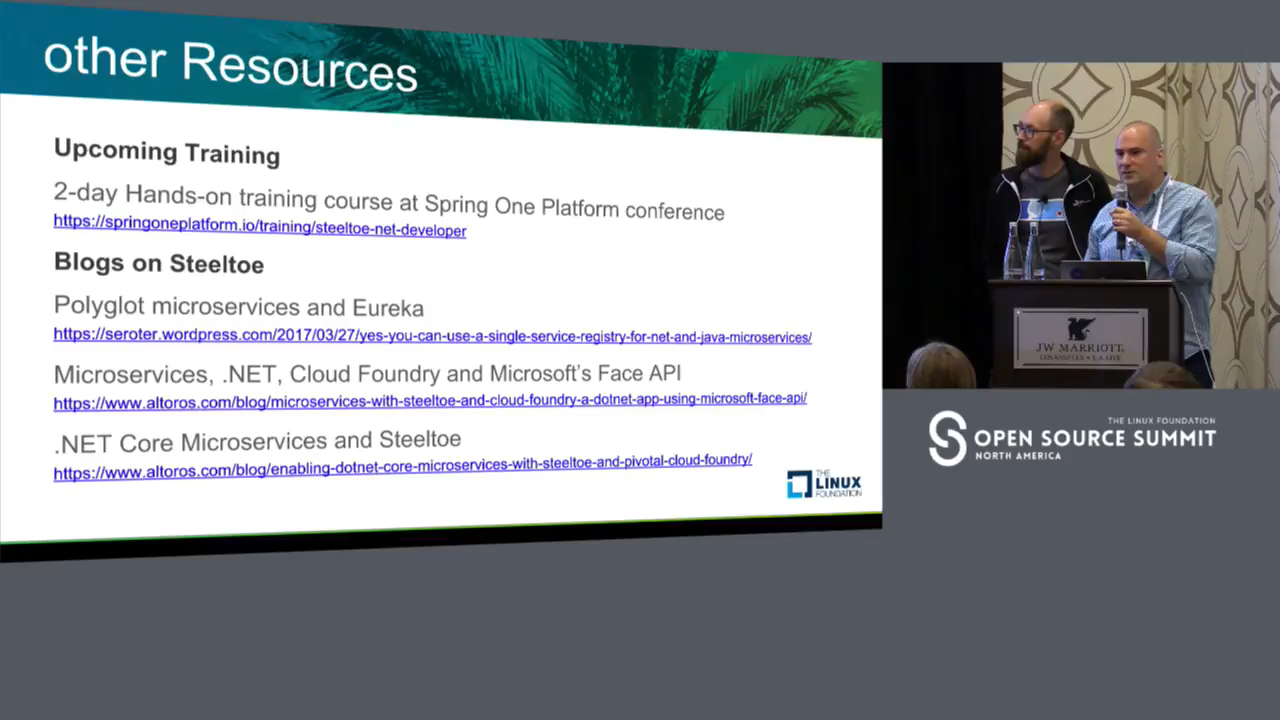 other Resources
Upcoming Training
2-day Hands-on training course at Spring One Platform conference
https://springoneplatform.io/training/steeltoe-net-developer
Blogs on Steeltoe
Polyglot microservices and Eureka
https://seroter.wordpress.com/2017/03/27/yes-you-can-use-a-single-service-registry-for-net-and-java-microservices/
Microservices, .NET, Cloud Foundry and Microsoft's Face API
https://www.altoros.com/blog/microservices-with-steeltoe-and-cloud-foundry-a-dotnet-app-using-microsoft-face-api/
.NET Core Microservices and Steeltoe
https://www.altoros.com/blog/enabling-dotnet-core-microservices-with-steeltoe-and-pivotal-cloud-foundry/
THE
LINUX
FOUNDATION
JW MARRIOTT
LOS ANGELES • L.A. LIVE
THE LINUX FOUNDATION
OPEN SOURCE SUMMIT
NORTH AMERICA